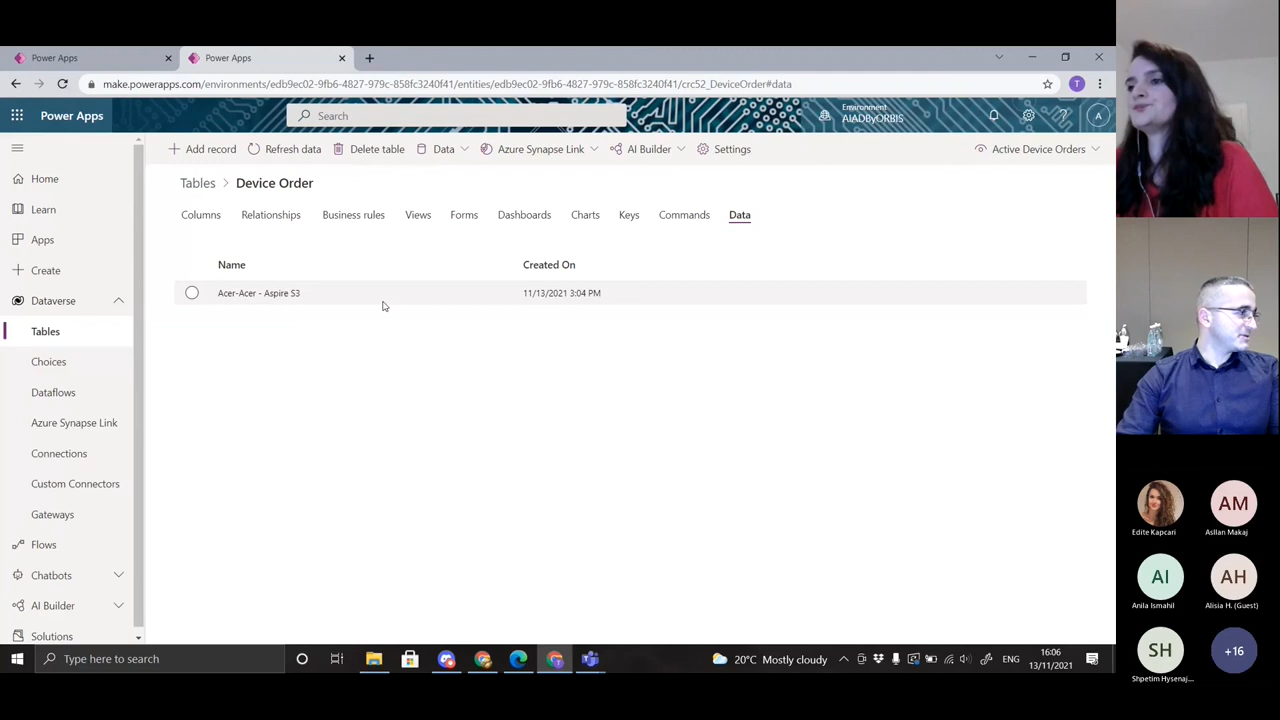 Power Apps
Power Apps
make.powerapps.com/environments/edb9ec02-9fb6-4827-979c-858fc3240f41/entities/edb9ec02-9fb6-4827-979c-858fc3240f41/crc52_DeviceOrder#data
T
Power Apps
Search
Environment
AIADByORBIS
A
Add record
Refresh data
Delete table
Data
Azure Synapse Link
AI Builder
Settings
Active Device Orders
Home
Learn
Apps
Create
Dataverse
Tables
Choices
Dataflows
Azure Synapse Link
Connections
Custom Connectors
Gateways
Flows
Chatbots
AI Builder
Solutions
Tables > Device Order
Columns
Relationships
Business rules
Views
Forms
Dashboards
Charts
Keys
Commands
Data
Name
Created On
Acer-Acer - Aspire S3
11/13/2021 3:04 PM
Edite Kapcari
AM
Asllan Makaj
AI
Anila Ismahil
AH
Alisia H. (Guest)
SH
Shpetim Hysenaj...
+16
Type here to search
20°C Mostly cloudy
ENG
16:06
13/11/2021